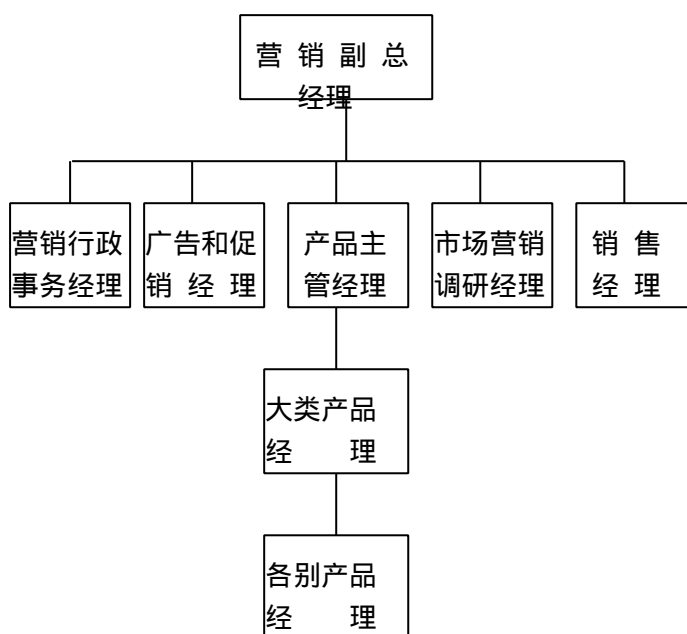 营 销 副 总
经理
营销行政
事务经理
广告和促
销 经 理
产品主
管经理
市场营销
调研经理
销 售
经 理
大类产品
经 理
各别产品
经 理